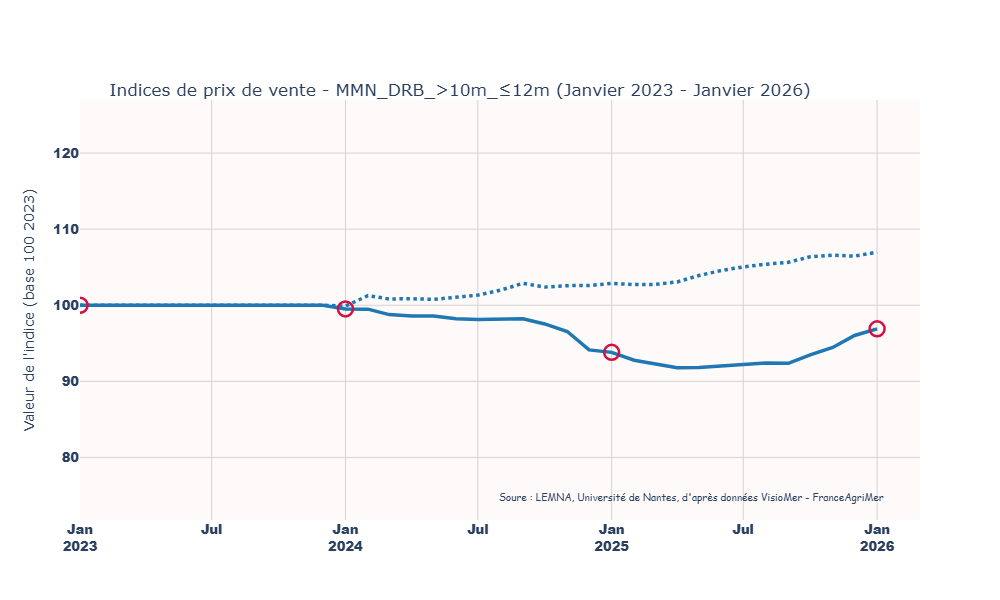 Indices de prix de vente - MMN_DRB_>10m_≤12m (Janvier 2023 - Janvier 2026)
Valeur de l'indice (base 100 2023)
120
110
100
90
80
Soure : LEMNA, Université de Nantes, d'après données VisioMer - FranceAgriMer
Jan Jul Jan Jul Jan Jul Jan
2023 2024 2025 2026